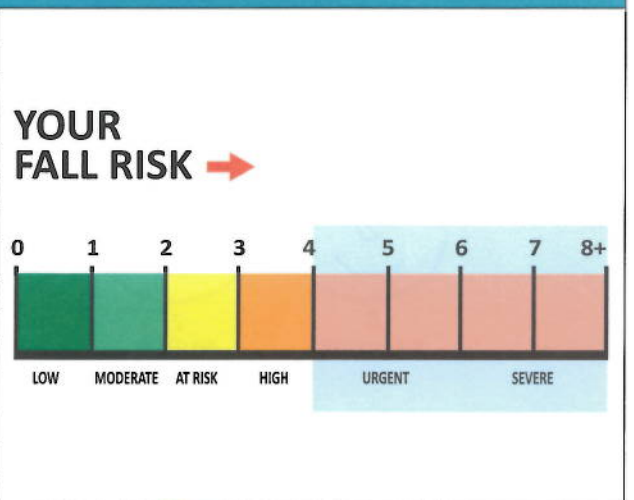 YOUR
FALL RISK
0 1 2 3 4 5 6 7 8+
LOW MODERATE AT RISK HIGH URGENT SEVERE